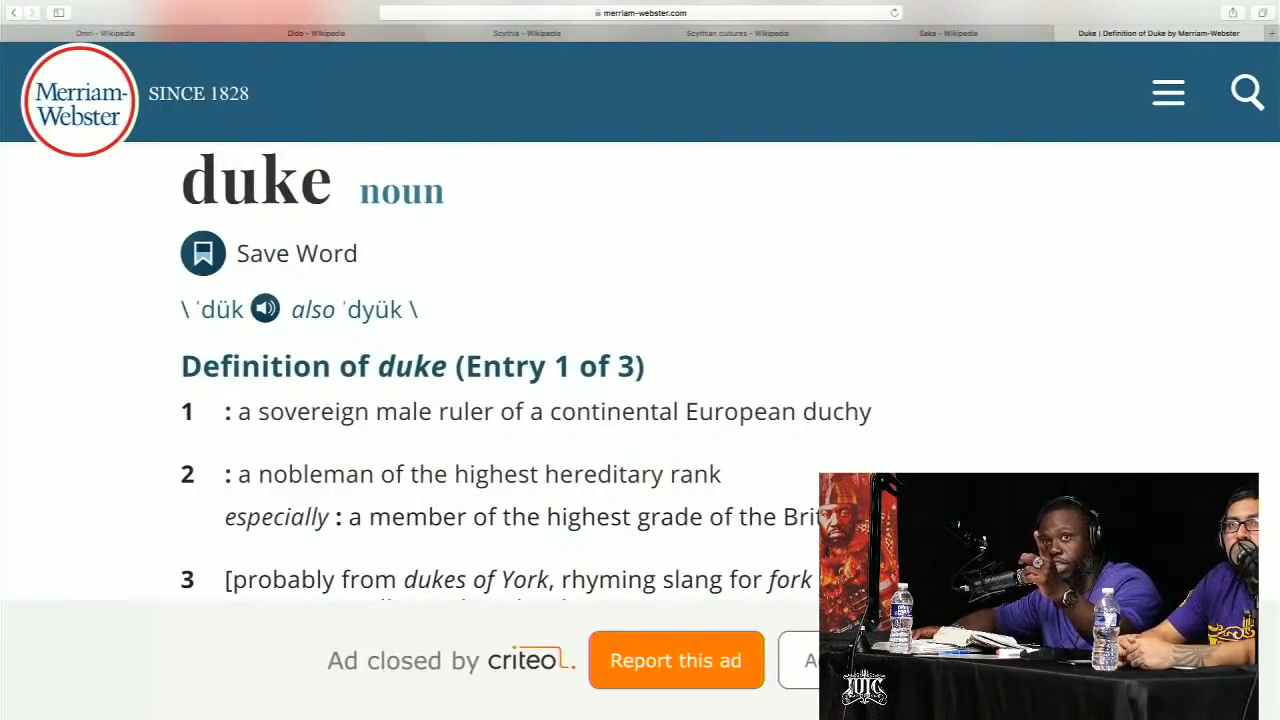 merriam-webster.com
Omri – Wikipedia
Dido – Wikipedia
Scythia – Wikipedia
Scythian cultures – Wikipedia
Saka – Wikipedia
Duke | Definition of Duke by Merriam-Webster
Merriam-
Webster
SINCE 1828
duke noun
Save Word
\ ˈdük also ˈdyük \
Definition of duke (Entry 1 of 3)
1 : a sovereign male ruler of a continental European duchy
2 : a nobleman of the highest hereditary rank
especially : a member of the highest grade of the Brit
3 [probably from dukes of York, rhyming slang for fork
Ad closed by criteo.
Report this ad
IUIC